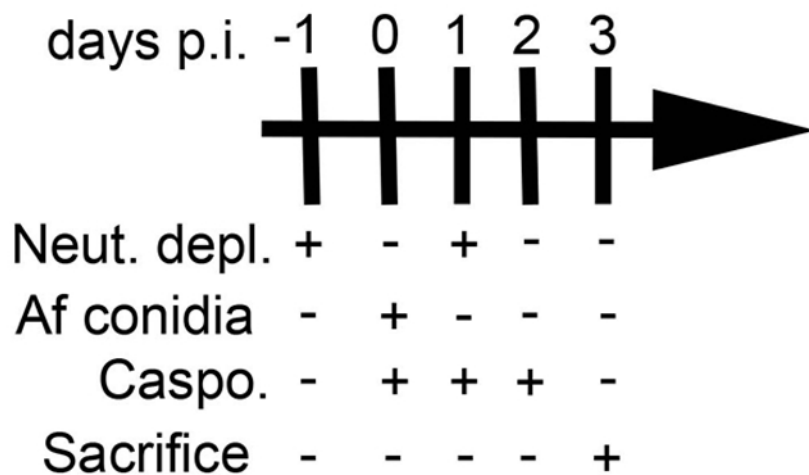 days p.i. -1 0 1 2 3
Neut. depl. + - + - -
Af conidia - + - - -
Caspo. - + + + -
Sacrifice - - - - +